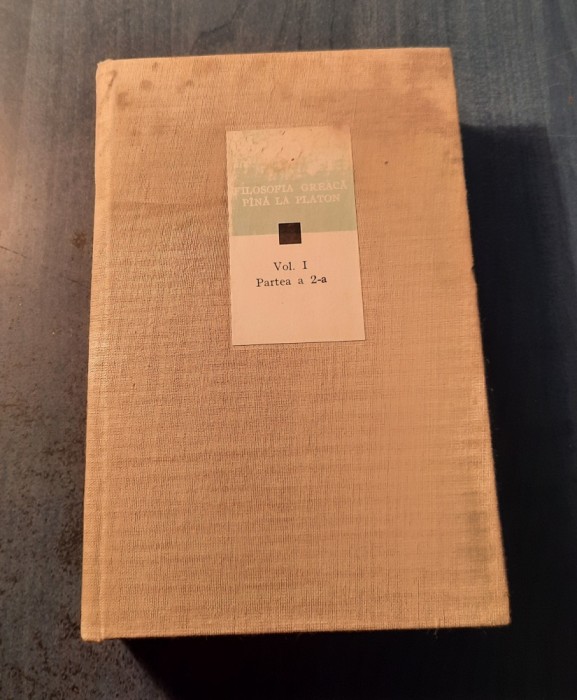 FILOSOFIA GREACĂ
PÎNĂ LA PLATON
Vol. I
Partea a 2-a